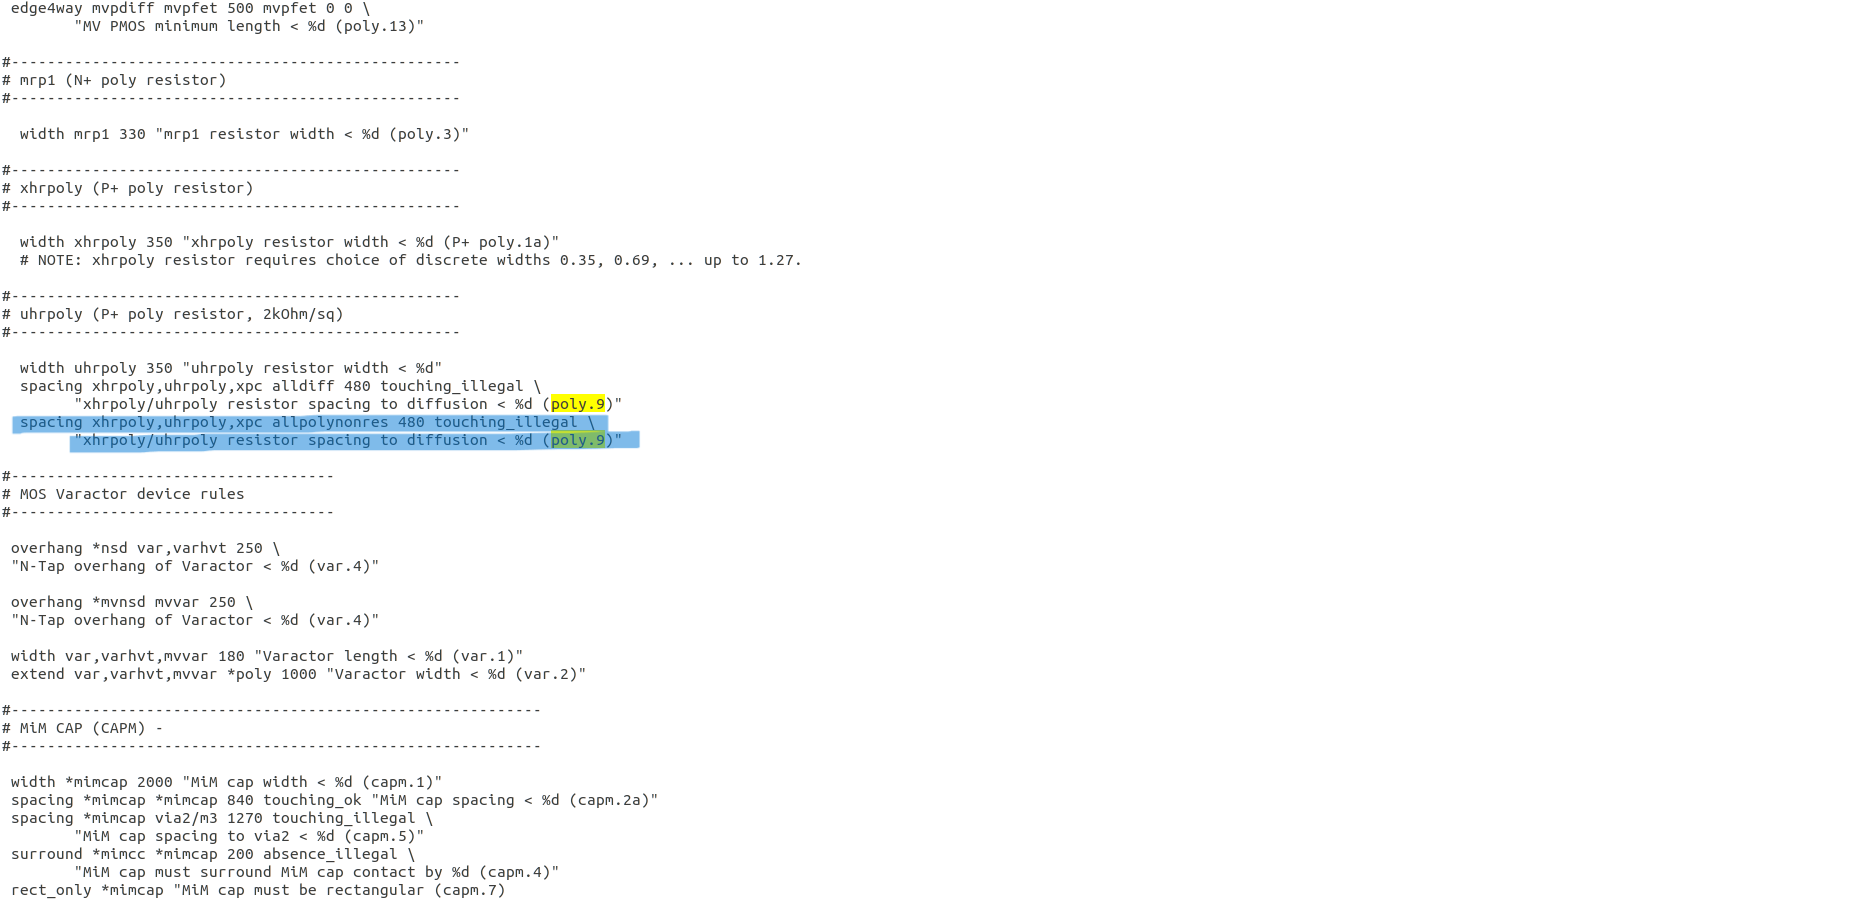 edge4way mvpdiff mvpfet 500 mvpfet 0 0 \
"MV PMOS minimum length < %d (poly.13)"
#--------------------------------------------------
# mrp1 (N+ poly resistor)
#--------------------------------------------------
width mrp1 330 "mrp1 resistor width < %d (poly.3)"
#--------------------------------------------------
# xhrpoly (P+ poly resistor)
#--------------------------------------------------
width xhrpoly 350 "xhrpoly resistor width < %d (P+ poly.1a)"
# NOTE: xhrpoly resistor requires choice of discrete widths 0.35, 0.69, ... up to 1.27.
#--------------------------------------------------
# uhrpoly (P+ poly resistor, 2kOhm/sq)
#--------------------------------------------------
width uhrpoly 350 "uhrpoly resistor width < %d"
spacing xhrpoly,uhrpoly,xpc alldiff 480 touching_illegal \
"xhrpoly/uhrpoly resistor spacing to diffusion < %d (poly.9)"
spacing xhrpoly,uhrpoly,xpc allpolynonres 480 touching_illegal \
"xhrpoly/uhrpoly resistor spacing to diffusion < %d (poly.9)"
#------------------------------------
# MOS Varactor device rules
#------------------------------------
overhang *nsd var,varhvt 250 \
"N-Tap overhang of Varactor < %d (var.4)"
overhang *mvnsd mvvar 250 \
"N-Tap overhang of Varactor < %d (var.4)"
width var,varhvt,mvvar 180 "Varactor length < %d (var.1)"
extend var,varhvt,mvvar *poly 1000 "Varactor width < %d (var.2)"
#-----------------------------------------------------------
# MiM CAP (CAPM) -
#-----------------------------------------------------------
width *mimcap 2000 "MiM cap width < %d (capm.1)"
spacing *mimcap *mimcap 840 touching_ok "MiM cap spacing < %d (capm.2a)"
spacing *mimcap via2/m3 1270 touching_illegal \
"MiM cap spacing to via2 < %d (capm.5)"
surround *mimcc *mimcap 200 absence_illegal \
"MiM cap must surround MiM cap contact by %d (capm.4)"
rect_only *mimcap "MiM cap must be rectangular (capm.7)